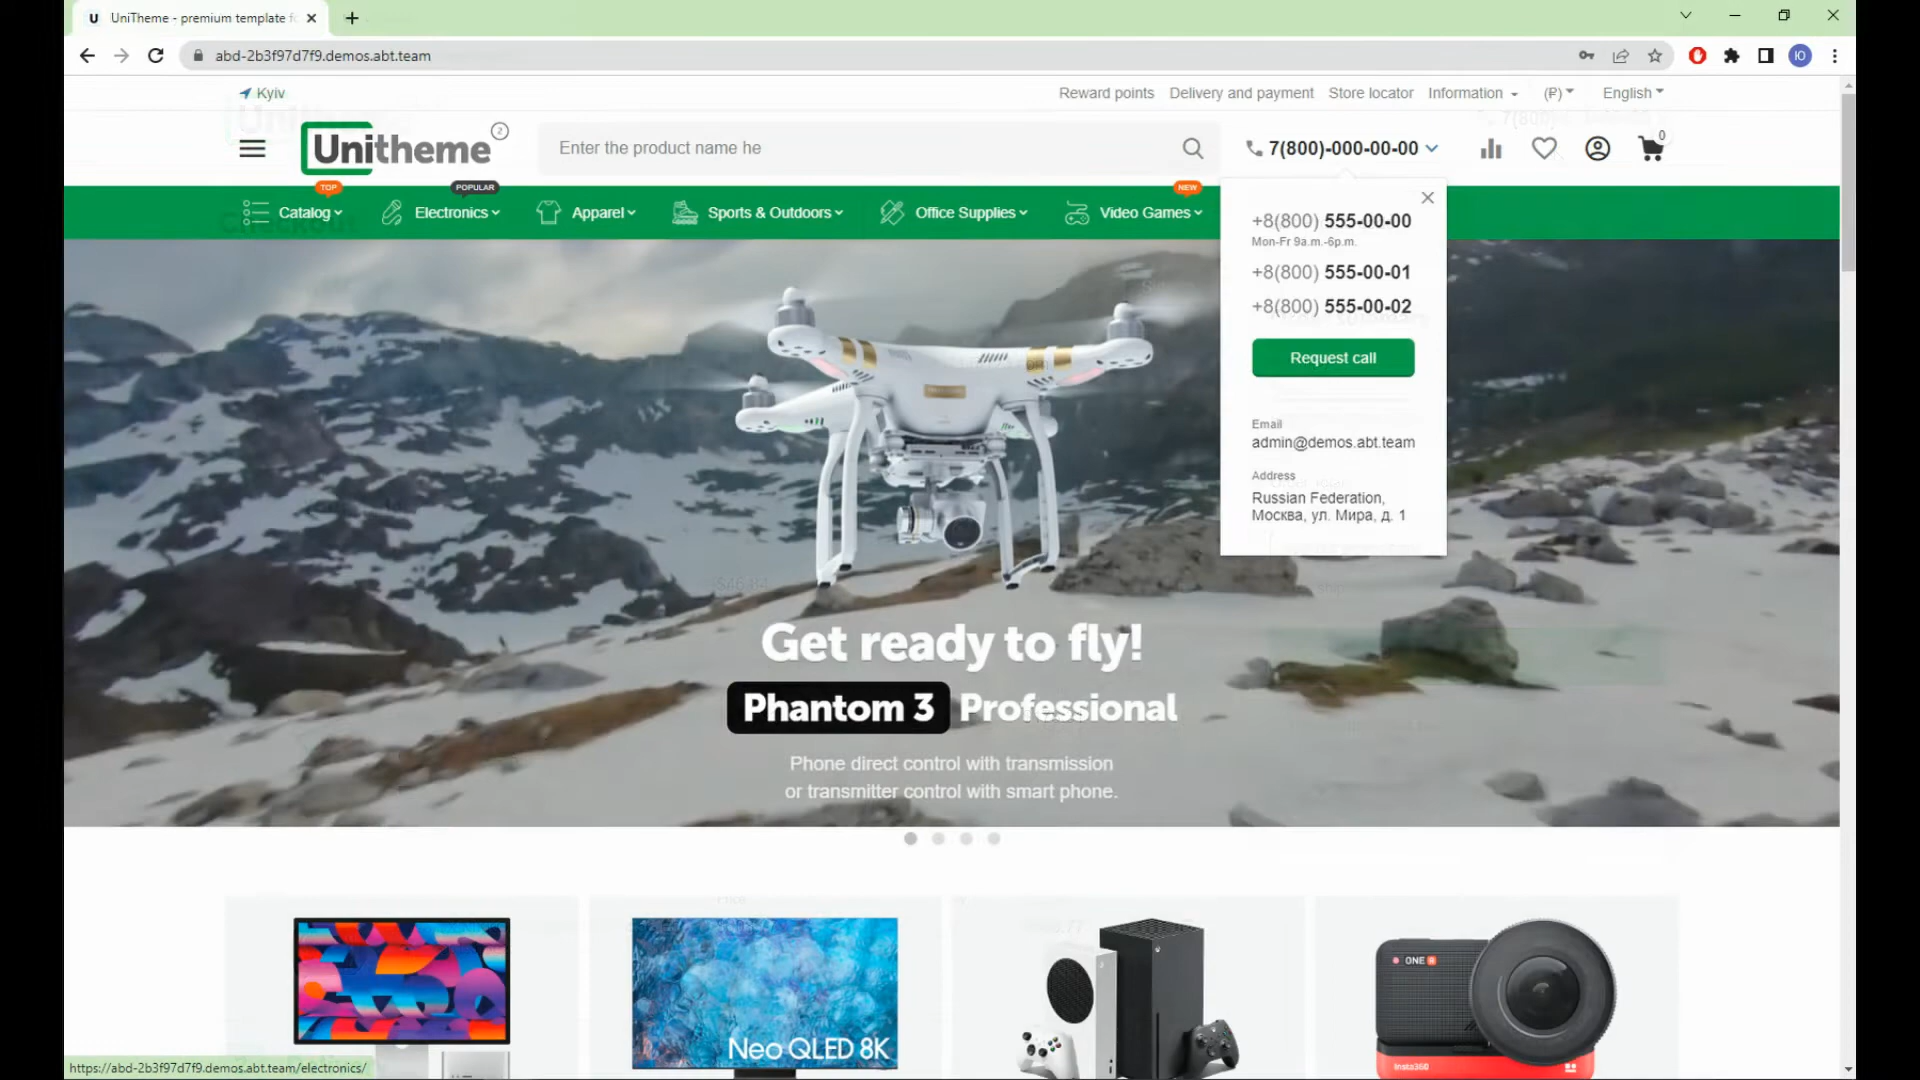 UniTheme - premium template fo
abd-2b3f97d7f9.demos.abt.team
Kyiv
Reward points
Delivery and payment
Store locator
Information
(₽)
English
Unitheme
2
Enter the product name he
7(800)-000-00-00
0
TOP
POPULAR
NEW
Catalog
Electronics
Apparel
Sports & Outdoors
Office Supplies
Video Games
Checkout
+8(800) 555-00-00
Mon-Fr 9a.m.-6p.m.
+8(800) 555-00-01
+8(800) 555-00-02
Request call
Email
admin@demos.abt.team
Address
Russian Federation,
Москва, ул. Мира, д. 1
Get ready to fly!
Phantom 3 Professional
Phone direct control with transmission
or transmitter control with smart phone.
ONE R
Neo QLED 8K
Insta360
https://abd-2b3f97d7f9.demos.abt.team/electronics/